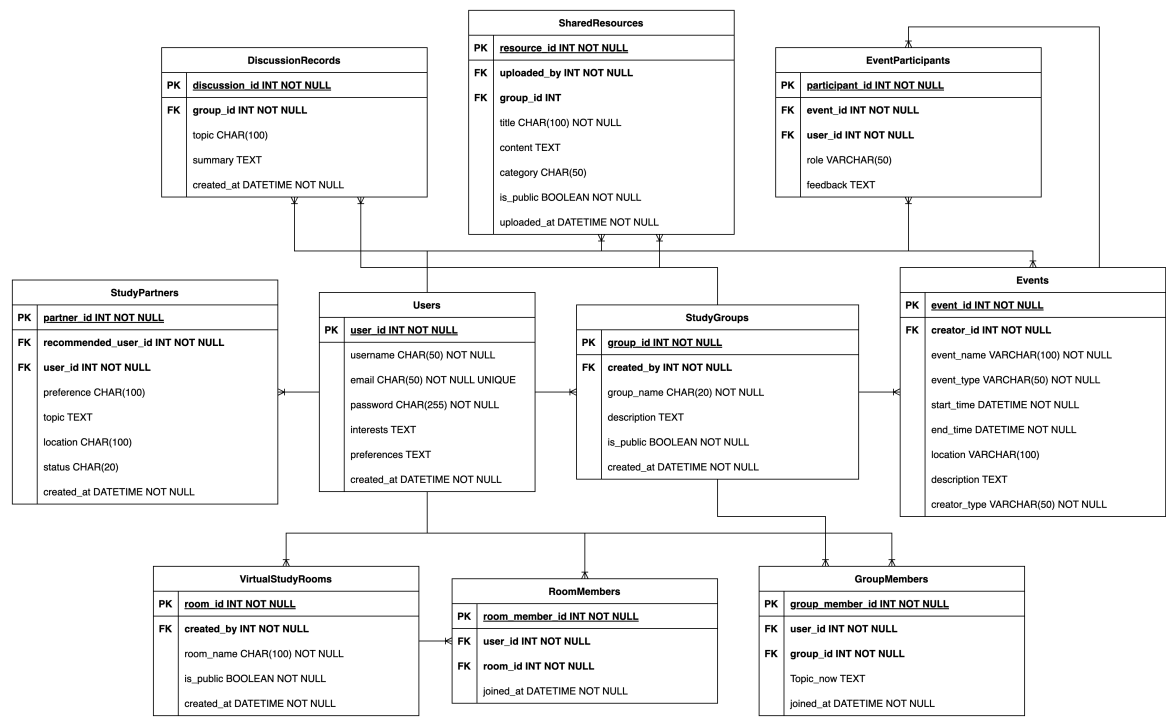 SharedResources
PK resource_id INT NOT NULL
FK uploaded_by INT NOT NULL
FK group_id INT
title CHAR(100) NOT NULL
content TEXT
category CHAR(50)
is_public BOOLEAN NOT NULL
uploaded_at DATETIME NOT NULL
DiscussionRecords
PK discussion_id INT NOT NULL
FK group_id INT NOT NULL
topic CHAR(100)
summary TEXT
created_at DATETIME NOT NULL
EventParticipants
PK participant_id INT NOT NULL
FK event_id INT NOT NULL
FK user_id INT NOT NULL
role VARCHAR(50)
feedback TEXT
StudyPartners
PK partner_id INT NOT NULL
FK recommended_user_id INT NOT NULL
FK user_id INT NOT NULL
preference CHAR(100)
topic TEXT
location CHAR(100)
status CHAR(20)
created_at DATETIME NOT NULL
Users
PK user_id INT NOT NULL
username CHAR(50) NOT NULL
email CHAR(50) NOT NULL UNIQUE
password CHAR(255) NOT NULL
interests TEXT
preferences TEXT
created_at DATETIME NOT NULL
StudyGroups
PK group_id INT NOT NULL
FK created_by INT NOT NULL
group_name CHAR(20) NOT NULL
description TEXT
is_public BOOLEAN NOT NULL
created_at DATETIME NOT NULL
Events
PK event_id INT NOT NULL
FK creator_id INT NOT NULL
event_name VARCHAR(100) NOT NULL
event_type VARCHAR(50) NOT NULL
start_time DATETIME NOT NULL
end_time DATETIME NOT NULL
location VARCHAR(100)
description TEXT
creator_type VARCHAR(50) NOT NULL
VirtualStudyRooms
PK room_id INT NOT NULL
FK created_by INT NOT NULL
room_name CHAR(100) NOT NULL
is_public BOOLEAN NOT NULL
created_at DATETIME NOT NULL
RoomMembers
PK room_member_id INT NOT NULL
FK user_id INT NOT NULL
FK room_id INT NOT NULL
joined_at DATETIME NOT NULL
GroupMembers
PK group_member_id INT NOT NULL
FK user_id INT NOT NULL
FK group_id INT NOT NULL
Topic_now TEXT
joined_at DATETIME NOT NULL